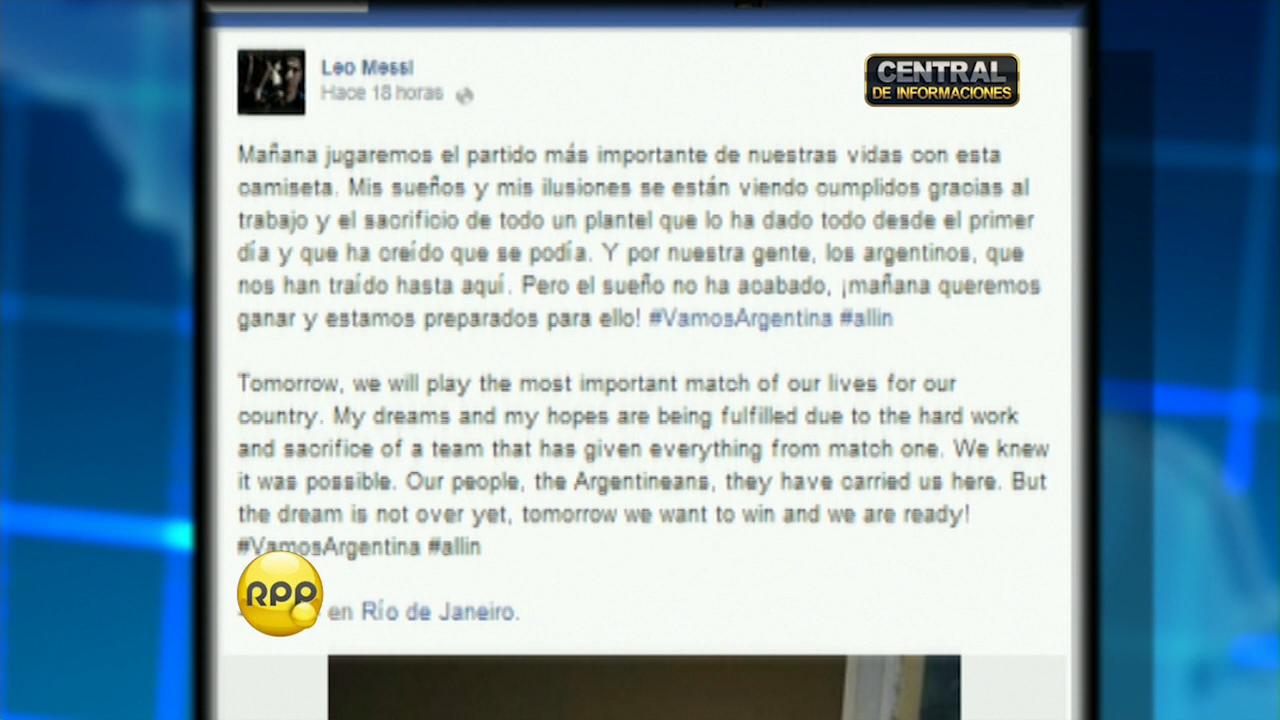 Leo Messi
Hace 18 horas
CENTRAL
DE INFORMACIONES
Mañana jugaremos el partido más importante de nuestras vidas con esta
camiseta. Mis sueños y mis ilusiones se están viendo cumplidos gracias al
trabajo y el sacrificio de todo un plantel que lo ha dado todo desde el primer
día y que ha creído que se podía. Y por nuestra gente, los argentinos, que
nos han traído hasta aquí. Pero el sueño no ha acabado, ¡mañana queremos
ganar y estamos preparados para ello! #VamosArgentina #allin
Tomorrow, we will play the most important match of our lives for our
country. My dreams and my hopes are being fulfilled due to the hard work
and sacrifice of a team that has given everything from match one. We knew
it was possible. Our people, the Argentineans, they have carried us here. But
the dream is not over yet, tomorrow we want to win and we are ready!
#VamosArgentina #allin
RPP
en Río de Janeiro.